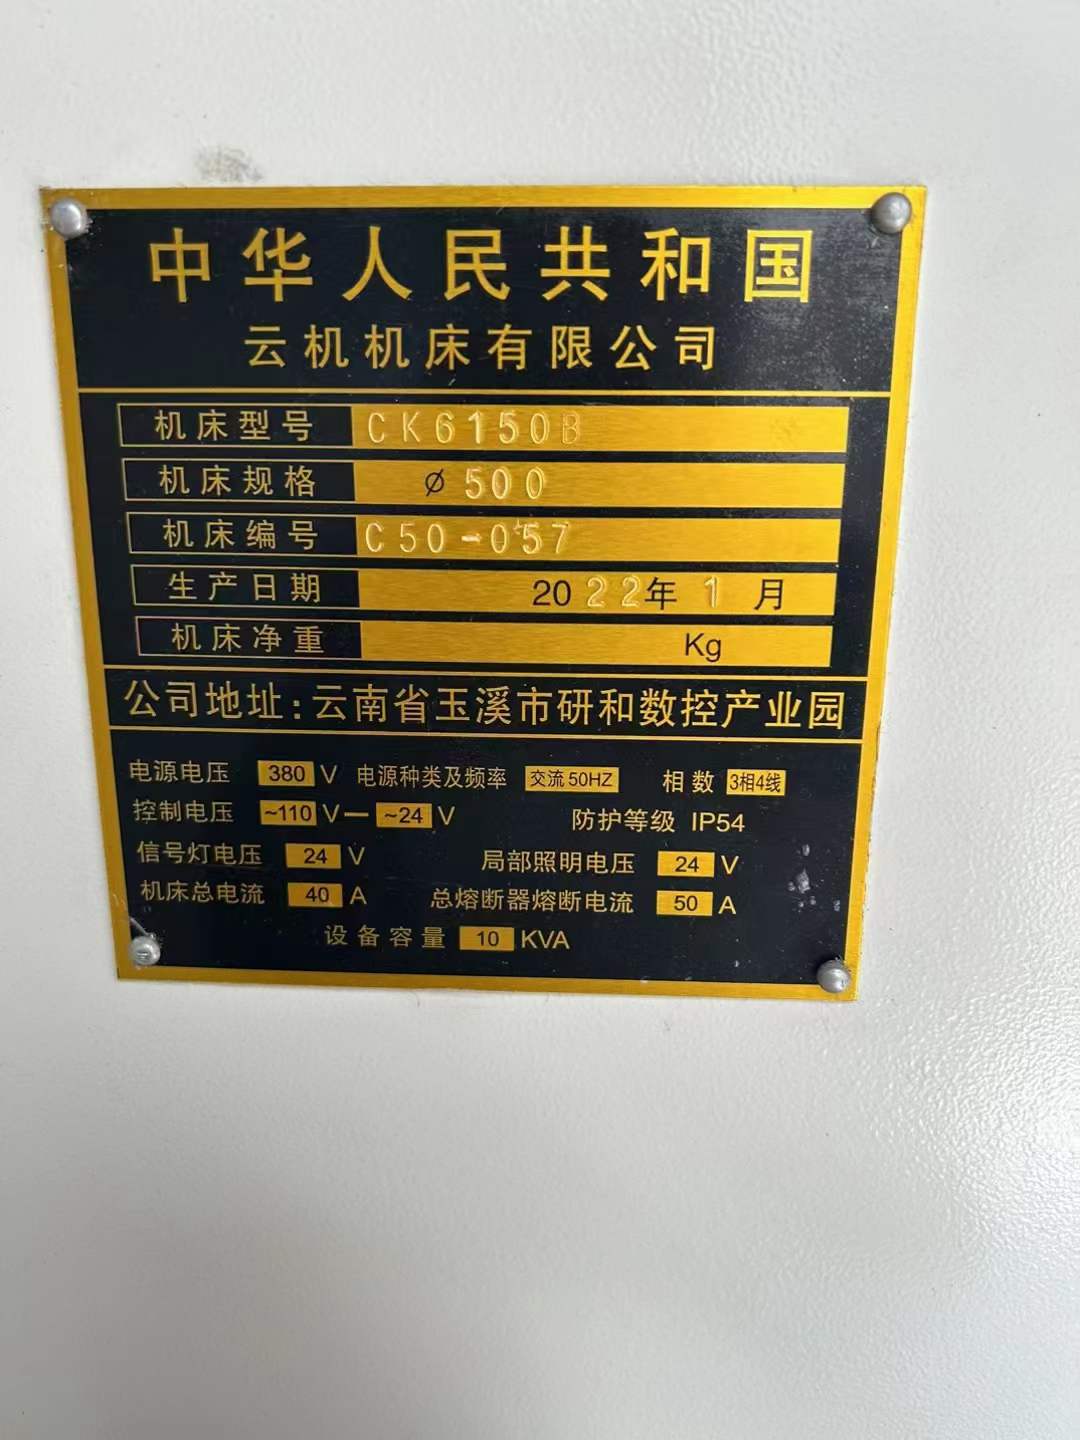 中华人民共和国
云机机床有限公司
机床型号 CK6150B
机床规格 ø 500
机床编号 C50-057
生产日期 2022年1月
机床净重 Kg
公司地址:云南省玉溪市研和数控产业园
电源电压 380 V 电源种类及频率 交流50HZ 相数 3相4线
控制电压 ~110 V— ~24 V 防护等级 IP54
信号灯电压 24 V 局部照明电压 24 V
机床总电流 40 A 总熔断器熔断电流 50 A
设备容量 10 KVA